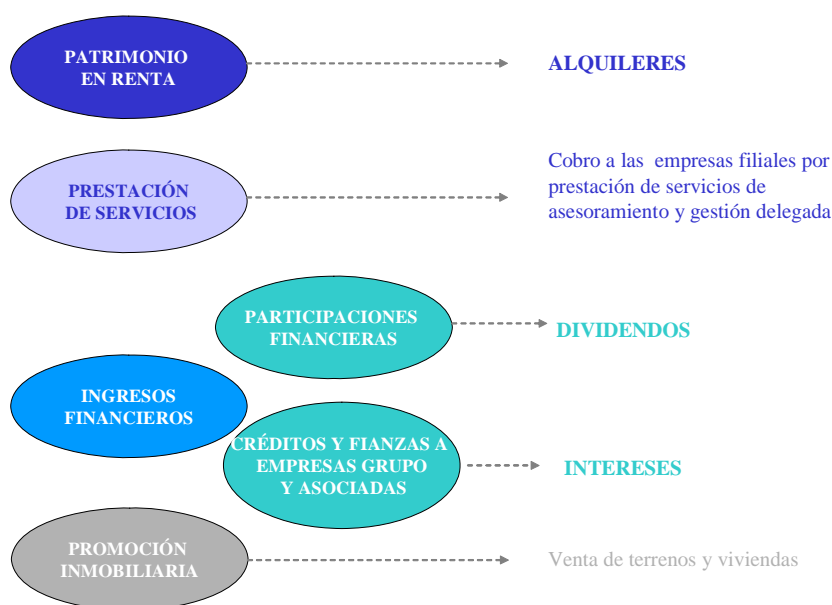 PATRIMONIO
EN RENTA
ALQUILERES
PRESTACIÓN
DE SERVICIOS
Cobro a las empresas filiales por
prestación de servicios de
asesoramiento y gestión delegada
PARTICIPACIONES
FINANCIERAS
DIVIDENDOS
INGRESOS
FINANCIEROS
CRÉDITOS Y FIANZAS A
EMPRESAS GRUPO
Y ASOCIADAS
INTERESES
PROMOCIÓN
INMOBILIARIA
Venta de terrenos y viviendas